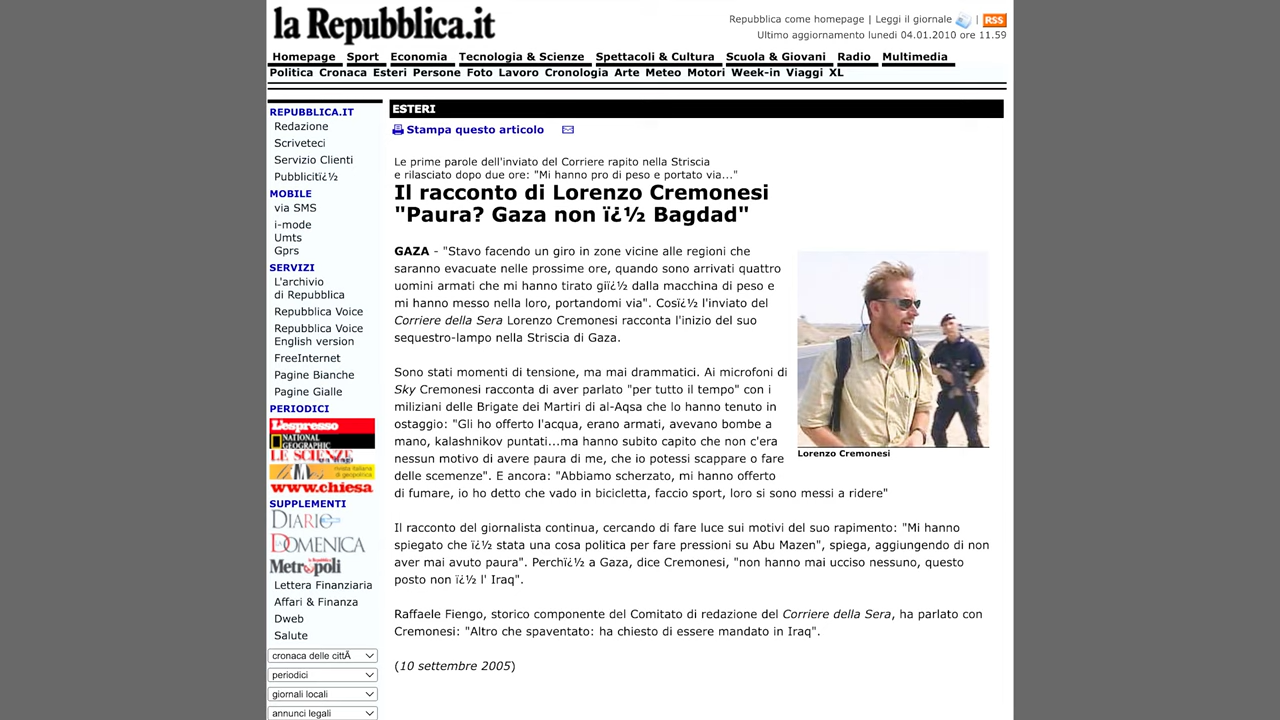 la Repubblica.it
Repubblica come homepage | Leggi il giornale | RSS
Ultimo aggiornamento lunedi 04.01.2010 ore 11.59
Homepage Sport Economia Tecnologia & Scienze Spettacoli & Cultura Scuola & Giovani Radio Multimedia
Politica Cronaca Esteri Persone Foto Lavoro Cronologia Arte Meteo Motori Week-in Viaggi XL
REPUBBLICA.IT
Redazione
Scriveteci
Servizio Clienti
Pubblicitï¿½
MOBILE
via SMS
i-mode
Umts
Gprs
SERVIZI
L'archivio
di Repubblica
Repubblica Voice
Repubblica Voice
English version
FreeInternet
Pagine Bianche
Pagine Gialle
PERIODICI
L'espresso
NATIONAL
GEOGRAPHIC
LE SCIENZE
rivista italiana
di geopolitica
www.chiesa
SUPPLEMENTI
DIARIO
DOMENICA
la Repubblica
Metropoli
Lettera Finanziaria
Affari & Finanza
Dweb
Salute
cronaca delle cittÃ
periodici
giornali locali
annunci legali
ESTERI
Stampa questo articolo
Le prime parole dell'inviato del Corriere rapito nella Striscia
e rilasciato dopo due ore: "Mi hanno pro di peso e portato via..."
Il racconto di Lorenzo Cremonesi
"Paura? Gaza non ï¿½ Bagdad"
GAZA - "Stavo facendo un giro in zone vicine alle regioni che
saranno evacuate nelle prossime ore, quando sono arrivati quattro
uomini armati che mi hanno tirato giï¿½ dalla macchina di peso e
mi hanno messo nella loro, portandomi via". Cosï¿½ l'inviato del
Corriere della Sera Lorenzo Cremonesi racconta l'inizio del suo
sequestro-lampo nella Striscia di Gaza.
Sono stati momenti di tensione, ma mai drammatici. Ai microfoni di
Sky Cremonesi racconta di aver parlato "per tutto il tempo" con i
miliziani delle Brigate dei Martiri di al-Aqsa che lo hanno tenuto in
ostaggio: "Gli ho offerto l'acqua, erano armati, avevano bombe a
mano, kalashnikov puntati...ma hanno subito capito che non c'era
nessun motivo di avere paura di me, che io potessi scappare o fare
delle scemenze". E ancora: "Abbiamo scherzato, mi hanno offerto
di fumare, io ho detto che vado in bicicletta, faccio sport, loro si sono messi a ridere"
Lorenzo Cremonesi
Il racconto del giornalista continua, cercando di fare luce sui motivi del suo rapimento: "Mi hanno
spiegato che ï¿½ stata una cosa politica per fare pressioni su Abu Mazen", spiega, aggiungendo di non
aver mai avuto paura". Perchï¿½ a Gaza, dice Cremonesi, "non hanno mai ucciso nessuno, questo
posto non ï¿½ l' Iraq".
Raffaele Fiengo, storico componente del Comitato di redazione del Corriere della Sera, ha parlato con
Cremonesi: "Altro che spaventato: ha chiesto di essere mandato in Iraq".
(10 settembre 2005)